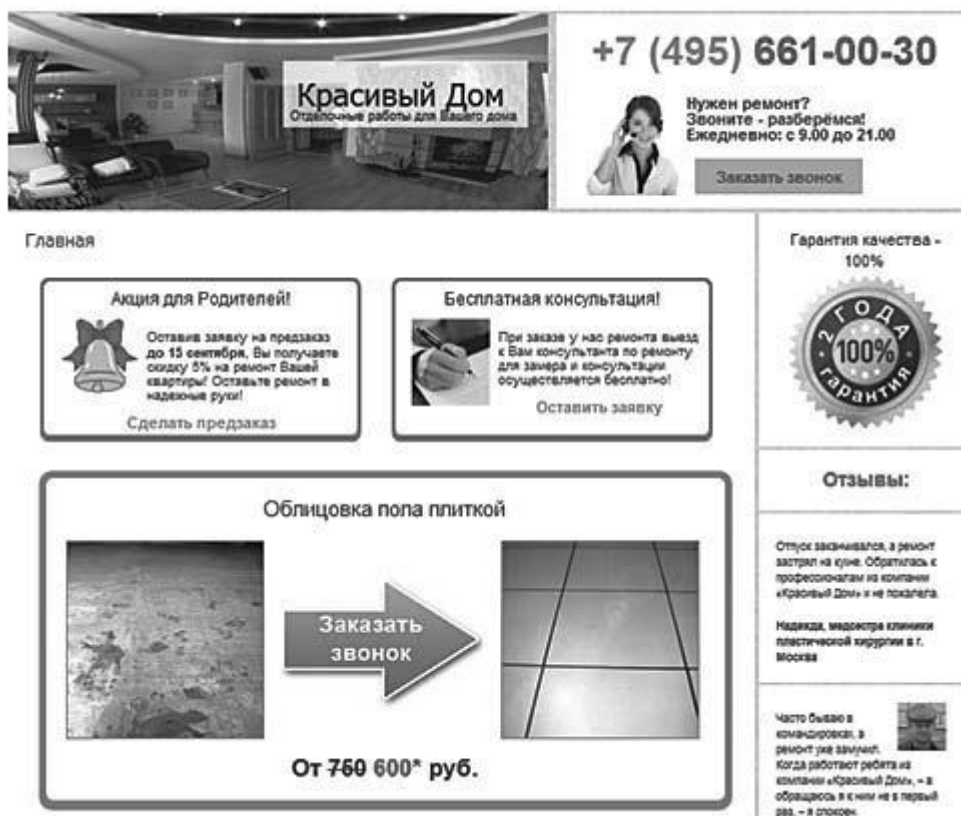 Красивый Дом
Отделочные работы для Вашего дома
+7 (495) 661-00-30
Нужен ремонт?
Звоните - разберёмся!
Ежедневно: с 9.00 до 21.00
Заказать звонок
Главная
Акция для Родителей!
Оставив заявку на предзаказ
до 15 сентября, Вы получаете
скидку 5% на ремонт Вашей
квартиры! Оставьте ремонт в
надежные руки!
Сделать предзаказ
Бесплатная консультация!
При заказе у нас ремонта выезд
к Вам консультанта по ремонту
для замера и консультации
осуществляется бесплатно!
Оставить заявку
Облицовка пола плиткой
Заказать
звонок
От 750 600* руб.
Гарантия качества -
100%
2 ГОДА
100%
гарантия
Отзывы:
Отпуск заканчивался, а ремонт
застрял на кухне. Обратилась к
профессионалам из компании
«Красивый Дом» и не пожалела.
Надежда, медсестра клиники
пластической хирургии в г.
Москва
Часто бываю в
командировках, а
ремонт уже замучил.
Когда работают ребята из
компании «Красивый Дом», – а
обращаюсь я к ним не в первый
раз, – я спокоен.